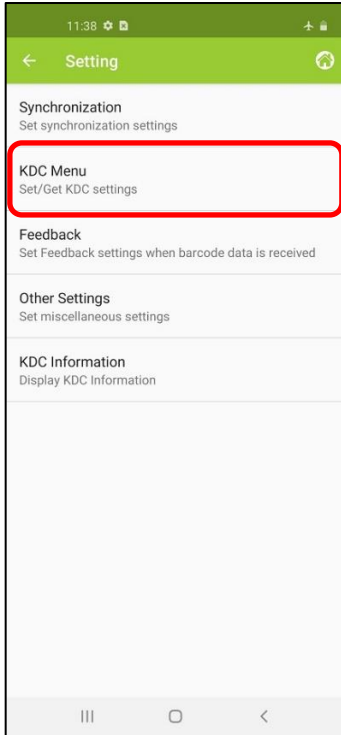 11:38
Setting
Synchronization
Set synchronization settings
KDC Menu
Set/Get KDC settings
Feedback
Set Feedback settings when barcode data is received
Other Settings
Set miscellaneous settings
KDC Information
Display KDC Information